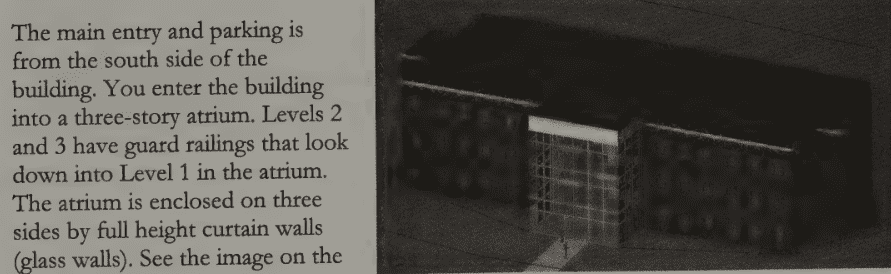 The main entry and parking is
from the south side of the
building. You enter the building
into a three-story atrium. Levels 2
and 3 have guard railings that look
down into Level 1 in the atrium.
The atrium is enclosed on three
sides by full height curtain walls
(glass walls). See the image on the